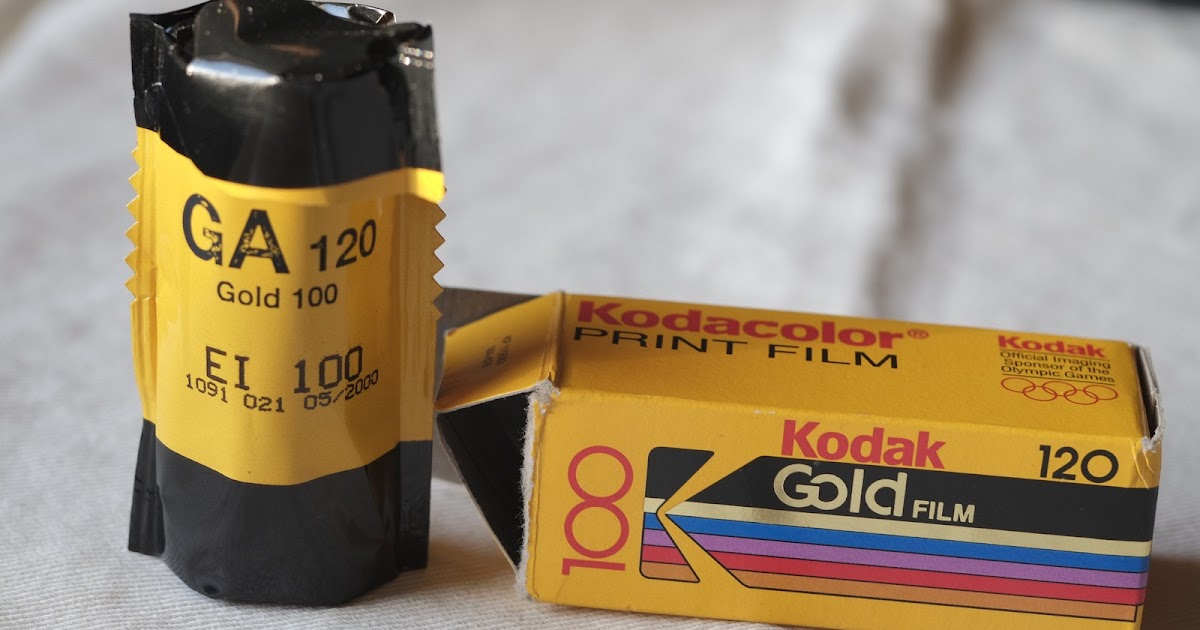 GA 120
Gold 100
EI 100
1091 021 05/2000
Kodacolor®
PRINT FILM
Kodak
Official Imaging
Sponsor of the
Olympic Games
100
Kodak
Gold FILM
120